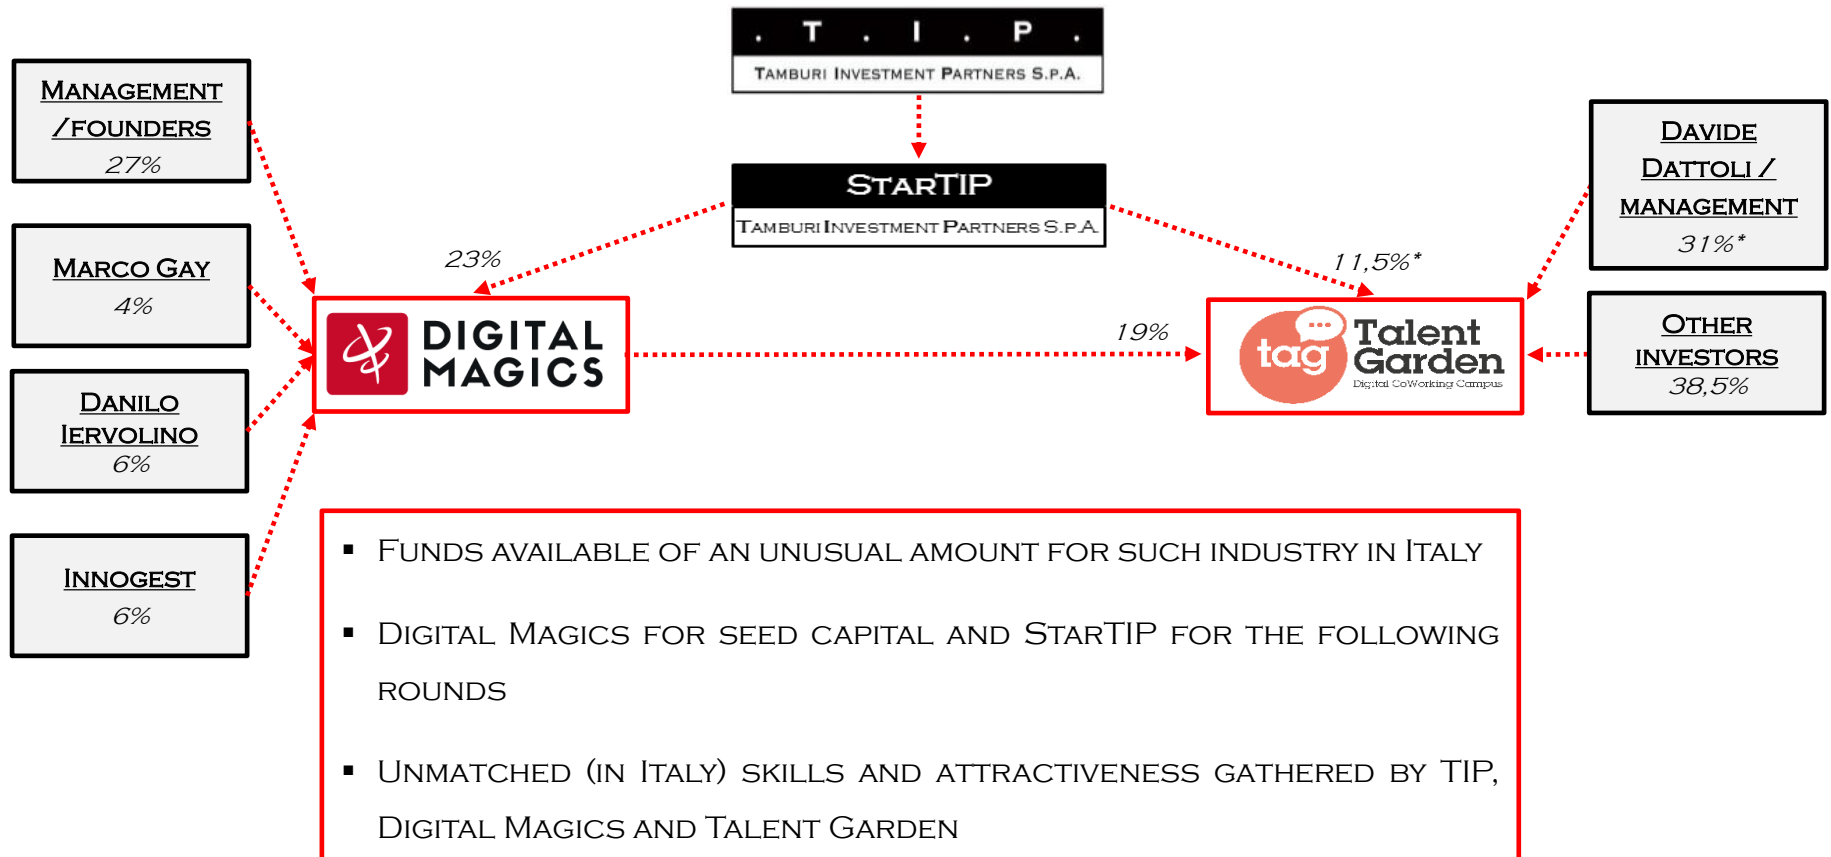 . T . I . P .
TAMBURI INVESTMENT PARTNERS S.P.A.
MANAGEMENT
/FOUNDERS
27%
MARCO GAY
4%
DANILO
IERVOLINO
6%
INNOGEST
6%
STARTIP
TAMBURI INVESTMENT PARTNERS S.P.A.
23%
11,5%*
DIGITAL
MAGICS
19%
tag
Talent
Garden
Digital CoWorking Campus
DAVIDE
DATTOLI /
MANAGEMENT
31%*
OTHER
INVESTORS
38,5%
▪ FUNDS AVAILABLE OF AN UNUSUAL AMOUNT FOR SUCH INDUSTRY IN ITALY
▪ DIGITAL MAGICS FOR SEED CAPITAL AND STARTIP FOR THE FOLLOWING
ROUNDS
▪ UNMATCHED (IN ITALY) SKILLS AND ATTRACTIVENESS GATHERED BY TIP,
DIGITAL MAGICS AND TALENT GARDEN